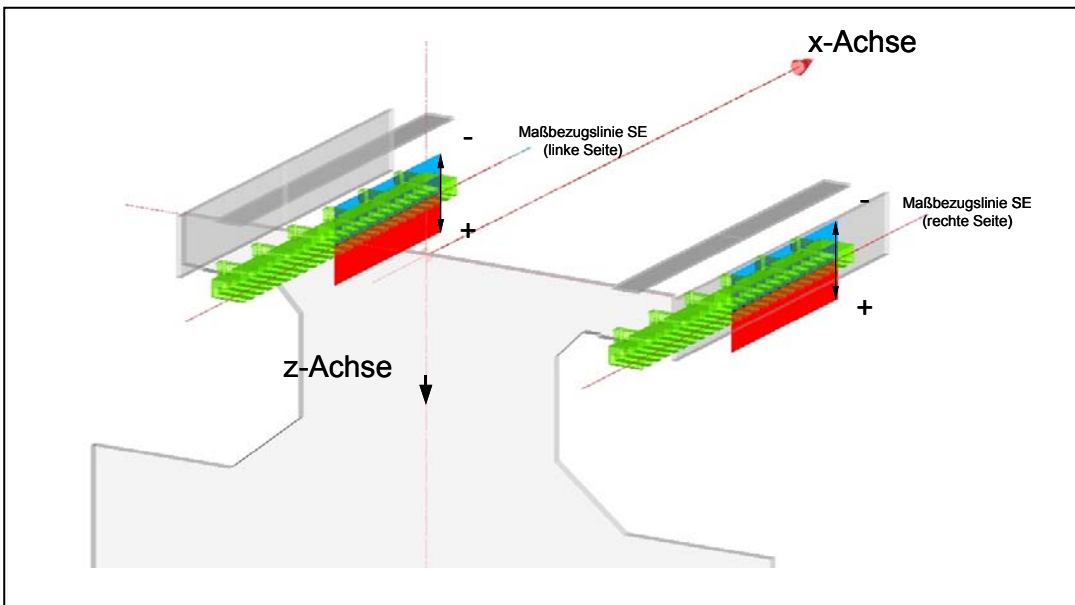 x-Achse
-
Maßbezugslinie SE
(linke Seite)
-
Maßbezugslinie SE
(rechte Seite)
+
+
z-Achse